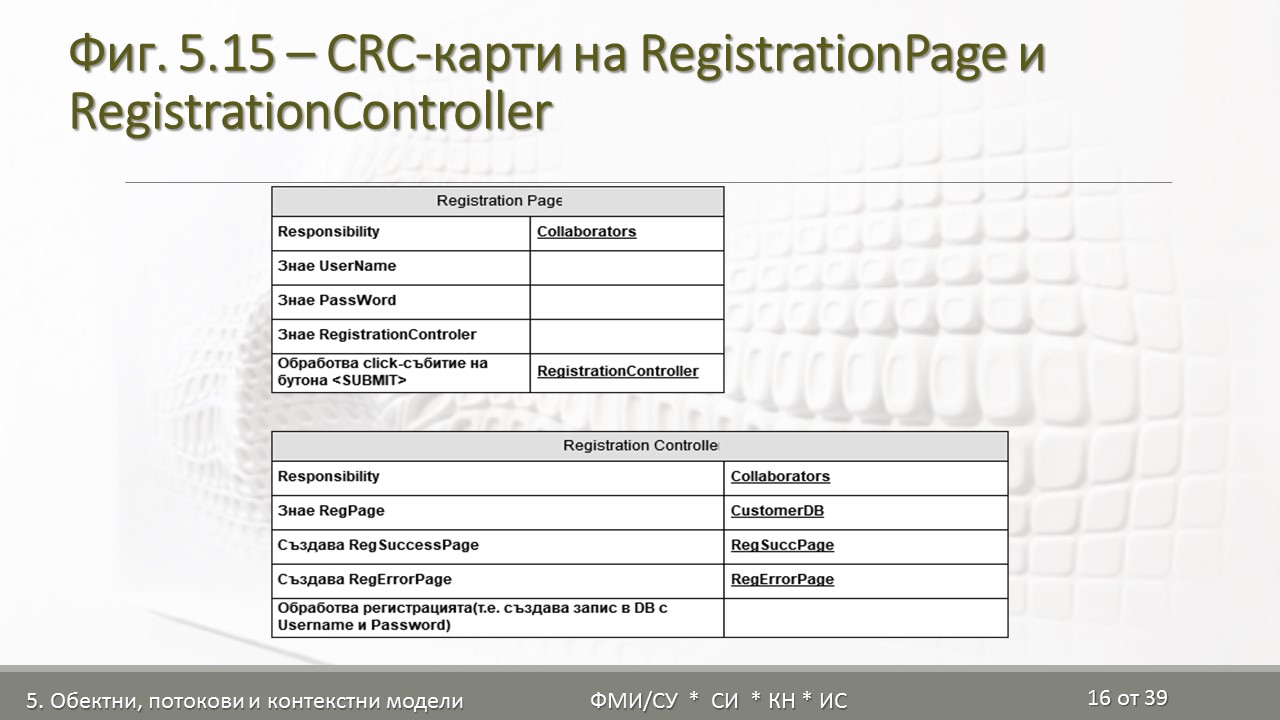 Фиг. 5.15 – CRC-карти на RegistrationPage и
RegistrationController
Registration Page
Responsibility
Collaborators
Знае UserName
Знае PassWord
Знае RegistrationControler
Обработва click-събитие на
бутона <SUBMIT>
RegistrationController
Registration Controlle
Responsibility
Collaborators
Знае RegPage
CustomerDB
Създава RegSuccessPage
RegSuccPage
Създава RegErrorPage
RegErrorPage
Обработва регистрацията(т.е. създава запис в DB с
Username и Password)
5. Обектни, потокови и контекстни модели
ФМИ/СУ * СИ * КН * ИС
16 от 39